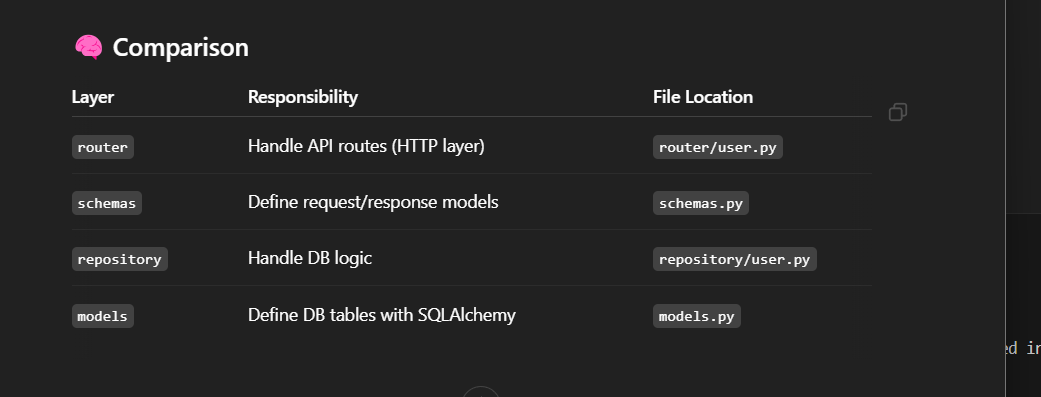 🧠 Comparison
Layer Responsibility File Location
router Handle API routes (HTTP layer) router/user.py
schemas Define request/response models schemas.py
repository Handle DB logic repository/user.py
models Define DB tables with SQLAlchemy models.py